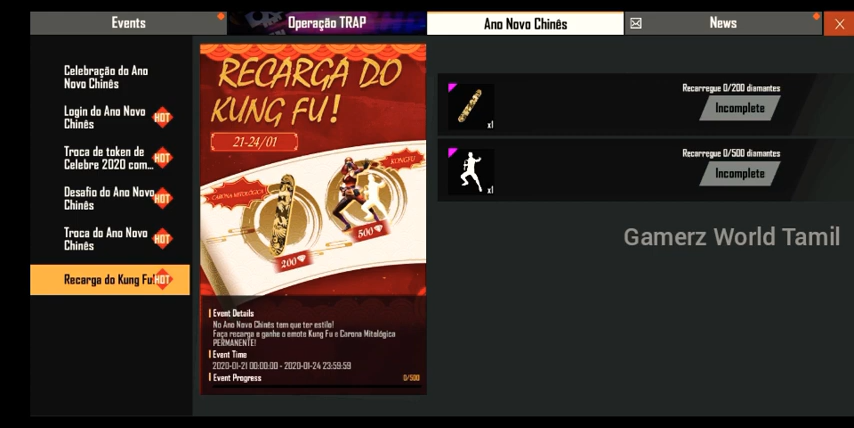 Events
Operação TRAP
Ano Novo Chinês
News
Celebração do Ano
Novo Chinês
Login do Ano Novo
Chinês
HOT
Troca de token de
Celebre 2020 com...
HOT
Desafio do Ano Novo
Chinês
HOT
Troca do Ano Novo
Chinês
HOT
Recarga do Kung Fu!
HOT
RECARGA DO
KUNG FU!
21-24/01
CARONA MITOLÓGICA
KUNGFU
200
500
Event Details
No Ano Novo Chinês tem que ter estilo!
Faça recarga e ganhe o emote Kung Fu e Carona Mitológica
PERMANENTE!
Event Time
2020-01-21 00:00:00 - 2020-01-24 23:59:59
Event Progress
0/500
Recarregue 0/200 diamantes
x1
Incomplete
Recarregue 0/500 diamantes
x1
Incomplete
Gamerz World Tamil